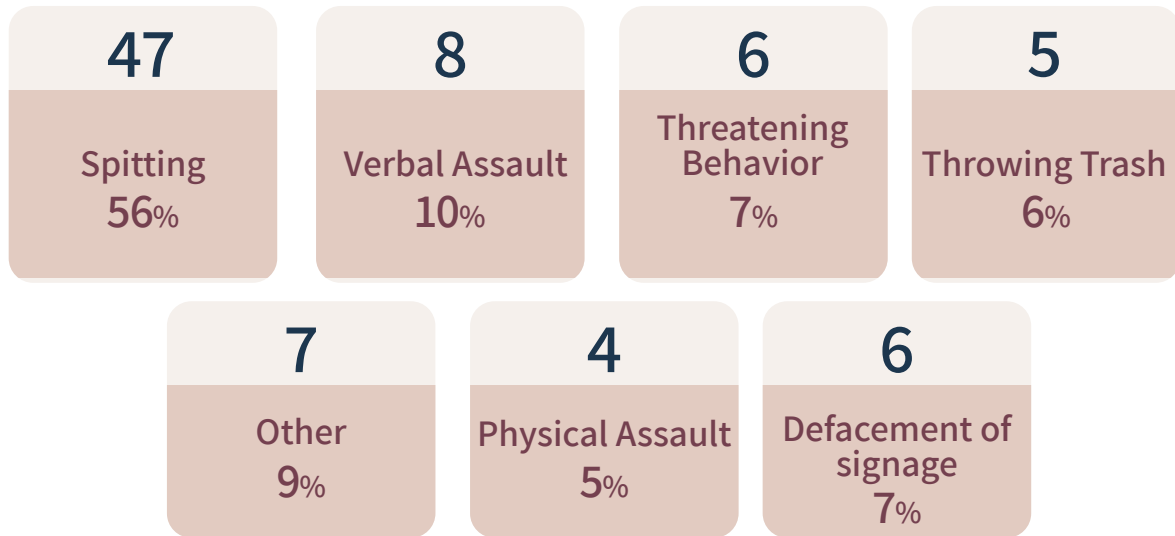 47
Spitting
56%
8
Verbal Assault
10%
6
Threatening
Behavior
7%
5
Throwing Trash
6%
7
Other
9%
4
Physical Assault
5%
6
Defacement of
signage
7%